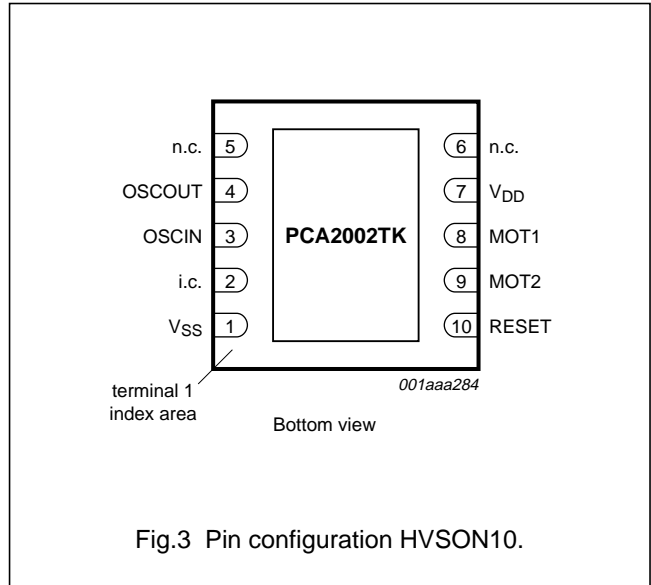 n.c. 5 6 n.c.
OSCOUT 4 7 VDD
OSCIN 3 PCA2002TK 8 MOT1
i.c. 2 9 MOT2
VSS 1 10 RESET
terminal 1
index area
001aaa284
Bottom view
Fig.3 Pin configuration HVSON10.